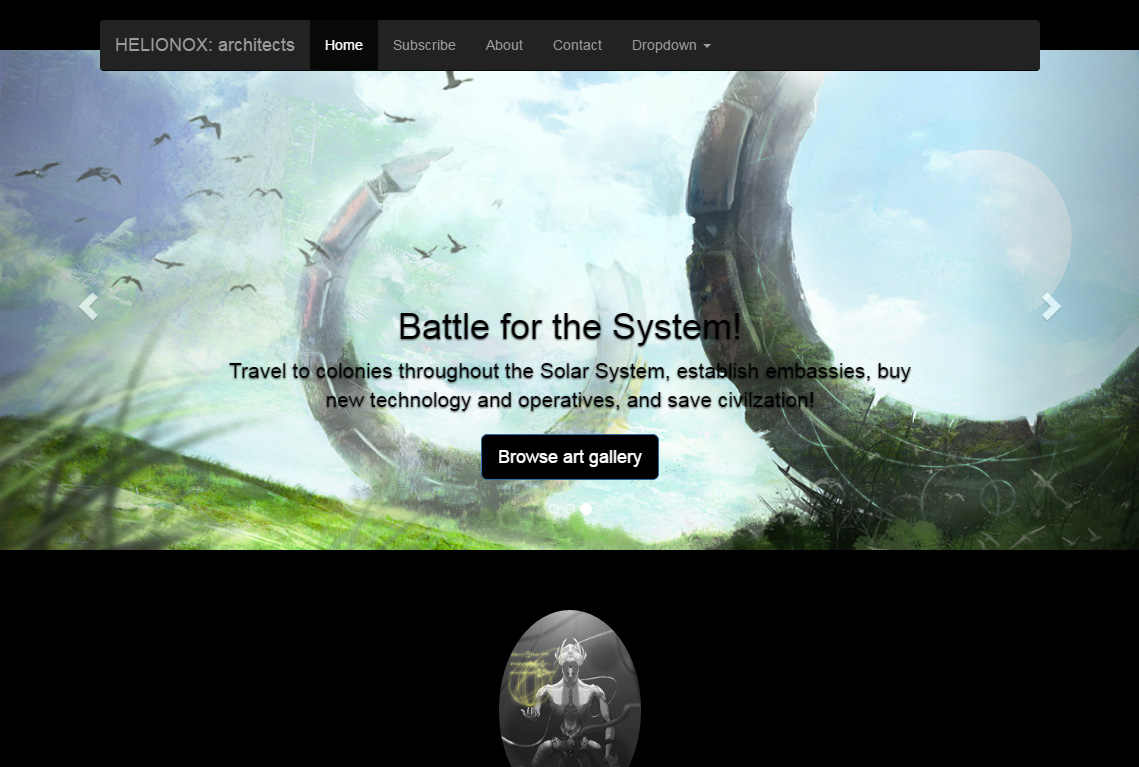 HELIONOX: architects Home Subscribe About Contact Dropdown
Battle for the System!
Travel to colonies throughout the Solar System, establish embassies, buy
new technology and operatives, and save civilzation!
Browse art gallery